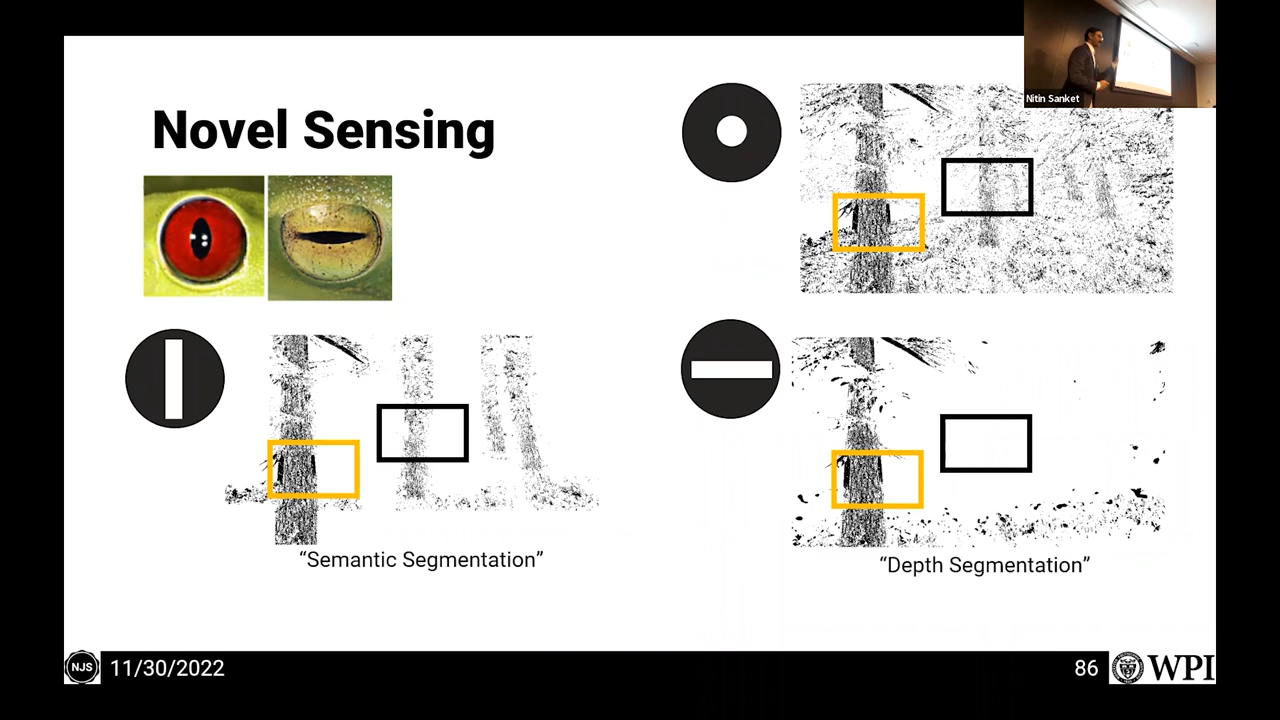 Nitin Sanket
Novel Sensing
“Semantic Segmentation”
“Depth Segmentation”
NJS
11/30/2022
86
WPI